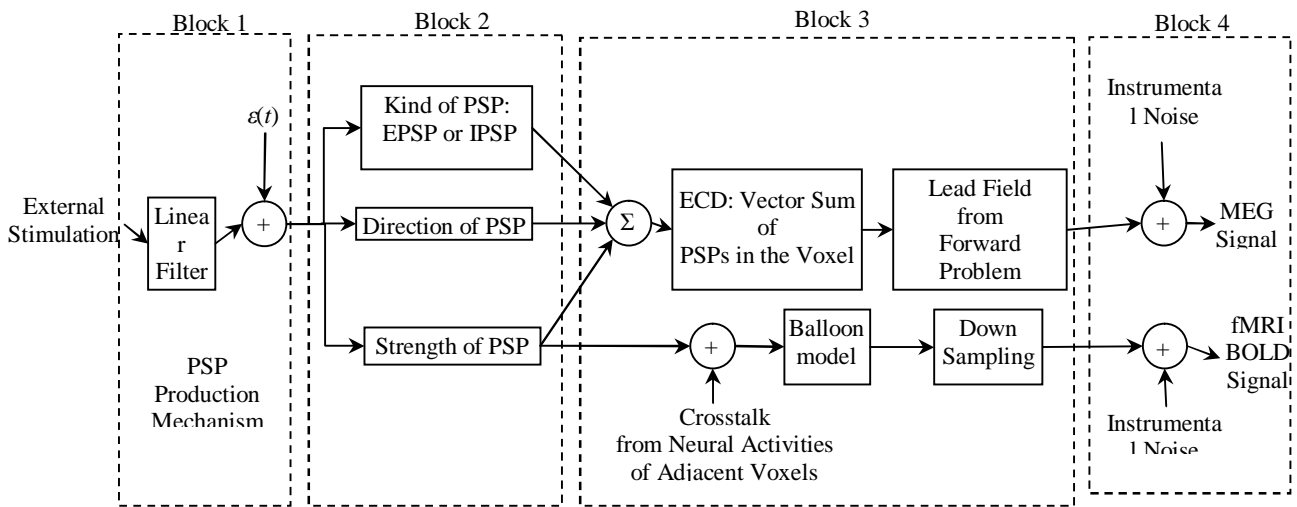 Block 1
Block 2
Block 3
Block 4
ε(t)
External
Stimulation
Linea
r
Filter
+
PSP
Production
Mechanism
Kind of PSP:
EPSP or IPSP
Direction of PSP
Strength of PSP
Σ
ECD: Vector Sum
of
PSPs in the Voxel
Lead Field
from
Forward
Problem
+
Balloon
model
Down
Sampling
Crosstalk
from Neural Activities
of Adjacent Voxels
Instrumenta
l Noise
+
MEG
Signal
+
fMRI
BOLD
Signal
Instrumenta
l Noise